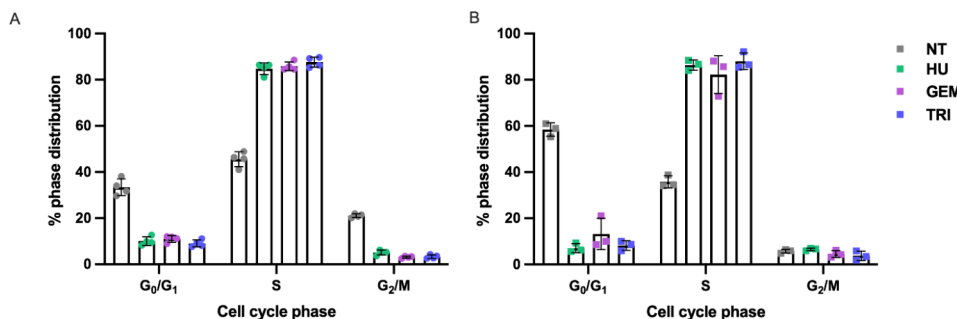 A
% phase distribution
100
80
60
40
20
0
G₀/G₁
S
G₂/M
Cell cycle phase
B
% phase distribution
100
80
60
40
20
0
G₀/G₁
S
G₂/M
Cell cycle phase
NT
HU
GEM
TRI